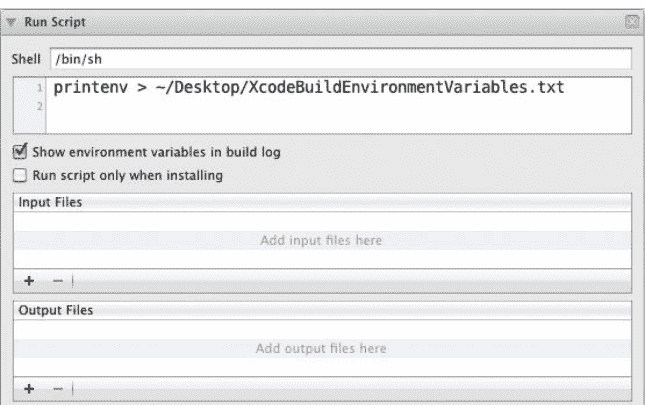 Run Script
Shell /bin/sh
1 printenv > ~/Desktop/XcodeBuildEnvironmentVariables.txt
2
Show environment variables in build log
Run script only when installing
Input Files
Add input files here
+ −
Output Files
Add output files here
+ −